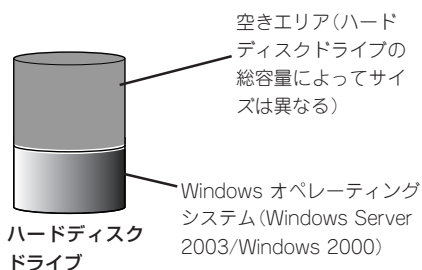 空きエリア（ハード
ディスクドライブの
総容量によってサイ
ズは異なる）
Windows オペレーティング
システム（Windows Server
2003/Windows 2000）
ハードディスク
ドライブ